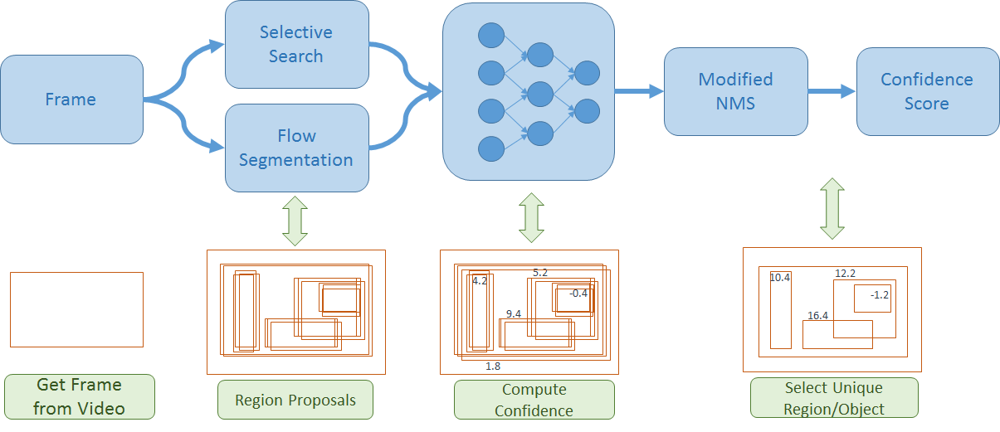 Frame
Selective
Search
Flow
Segmentation
Modified
NMS
Confidence
Score
4.2
5.2
-0.4
9.4
1.8
10.4
12.2
-1.2
16.4
Get Frame
from Video
Region Proposals
Compute
Confidence
Select Unique
Region/Object